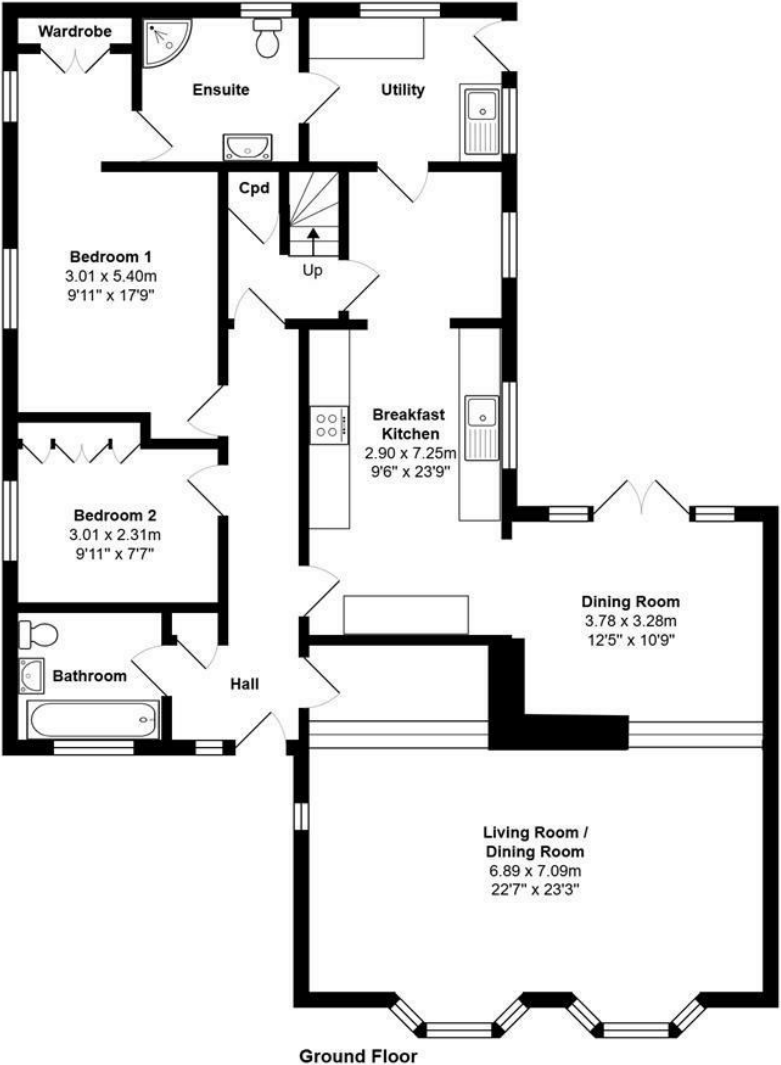 Wardrobe
Ensuite
Utility
Cpd
Up
Bedroom 1
3.01 x 5.40m
9'11" x 17'9"
Breakfast
Kitchen
2.90 x 7.25m
9'6" x 23'9"
Bedroom 2
3.01 x 2.31m
9'11" x 7'7"
Dining Room
3.78 x 3.28m
12'5" x 10'9"
Bathroom
Hall
Living Room /
Dining Room
6.89 x 7.09m
22'7" x 23'3"
Ground Floor